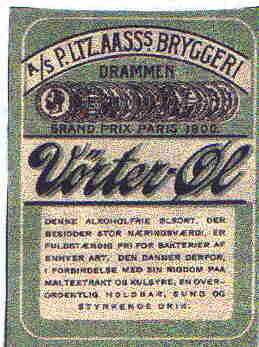 A/S P. LTZ. AASSS BRYGGERI
DRAMMEN
GRAND PRIX PARIS 1900.
Vörter-Øl
DENNE ALKOHOLFRIE ØLSORT, DER
BESIDDER STOR NÆRINGSVÆRDI, ER
FULDSTÆNDIG FRI FOR BAKTERIER AF
ENHVER ART. DEN DANNER DERFOR,
I FORBINDELSE MED SIN RIGDOM PAA
MALTEXTRAKT OG KULSYRE, EN OVER-
ORDENTLIG HOLDBAR, SUND OG
STYRKENDE DRIK.